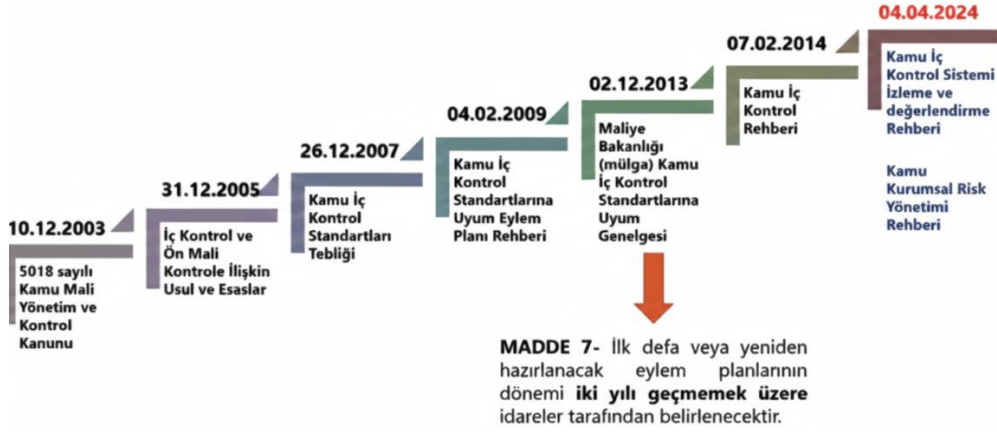 10.12.2003
5018 sayılı
Kamu Mali
Yönetim ve
Kontrol
Kanunu
31.12.2005
İç Kontrol ve
Ön Mali
Kontrole İlişkin
Usul ve Esaslar
26.12.2007
Kamu İç
Kontrol
Standartları
Tebliği
04.02.2009
Kamu İç
Kontrol
Standartlarına
Uyum Eylem
Planı Rehberi
02.12.2013
Maliye
Bakanlığı
(mülga) Kamu
İç Kontrol
Standartlarına
Uyum
Genelgesi
07.02.2014
Kamu İç
Kontrol
Rehberi
04.04.2024
Kamu İç
Kontrol Sistemi
İzleme ve
değerlendirme
Rehberi
Kamu
Kurumsal Risk
Yönetimi
Rehberi
MADDE 7- İlk defa veya yeniden
hazırlanacak eylem planlarının
dönemi iki yılı geçmemek üzere
idareler tarafından belirlenecektir.